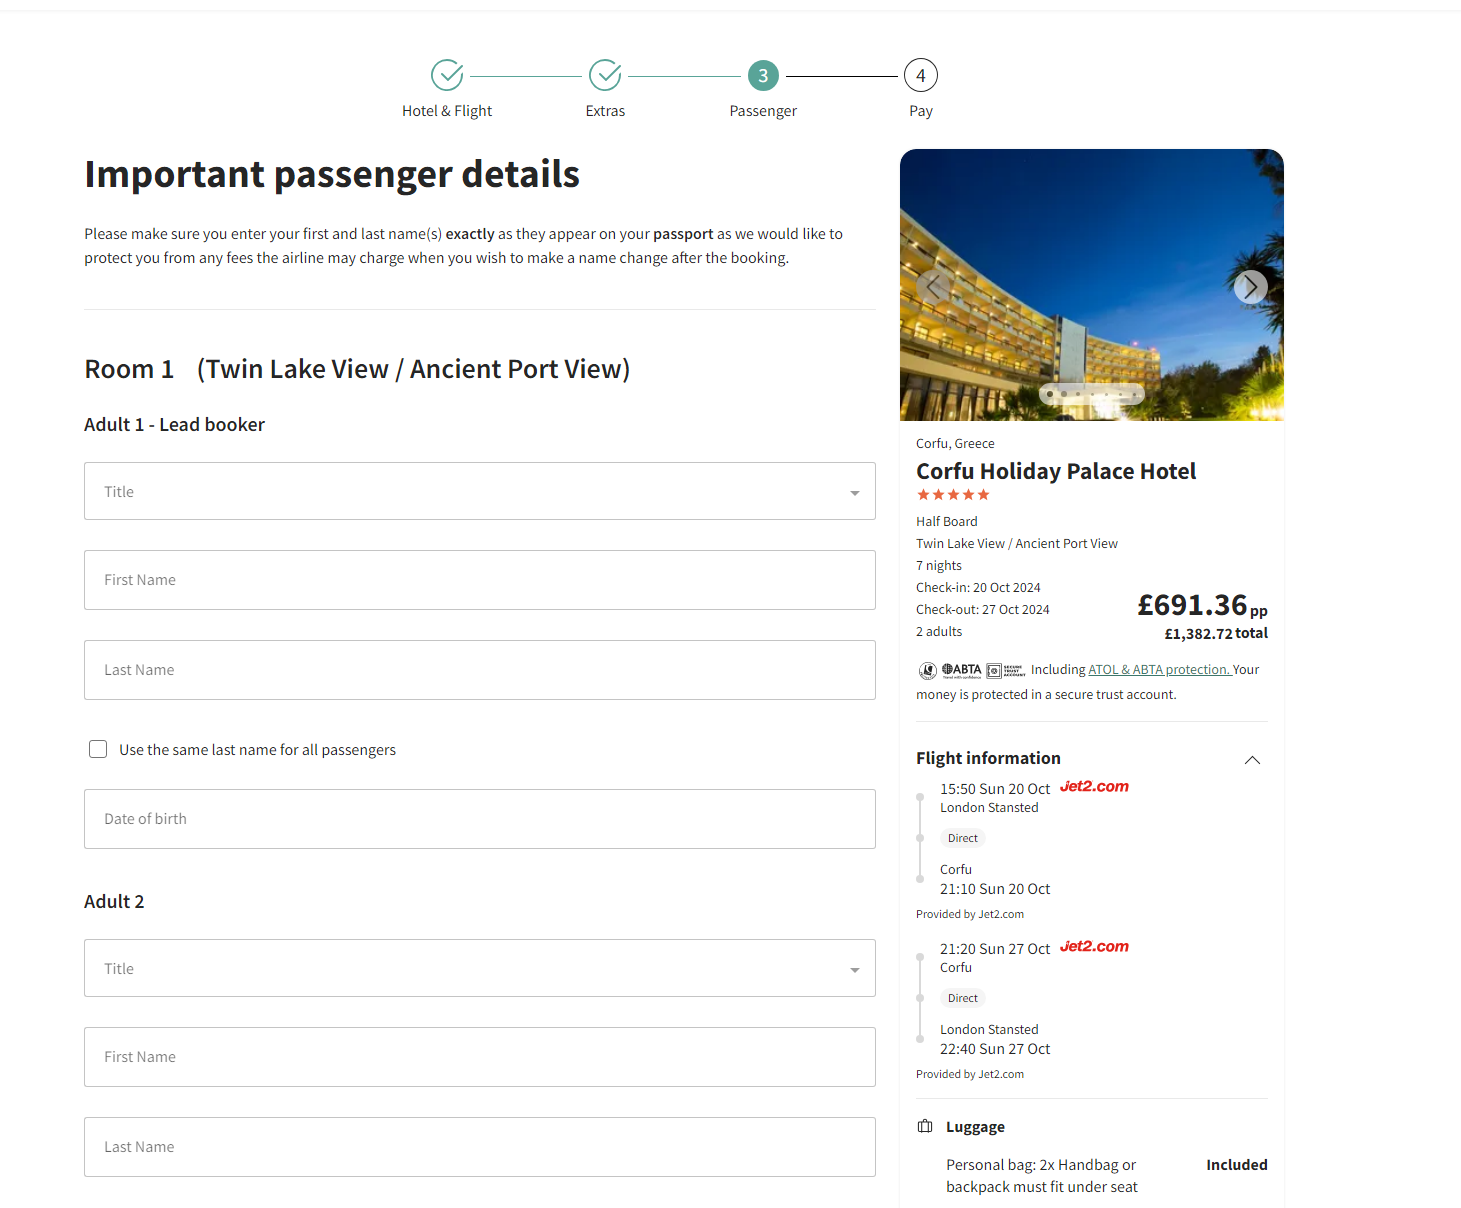 3
4
Hotel & Flight
Extras
Passenger
Pay
Important passenger details
Please make sure you enter your first and last name(s) exactly as they appear on your passport as we would like to
protect you from any fees the airline may charge when you wish to make a name change after the booking.
Room 1 (Twin Lake View / Ancient Port View)
Adult 1 - Lead booker
Title
First Name
Last Name
Use the same last name for all passengers
Date of birth
Adult 2
Title
First Name
Last Name
Corfu, Greece
Corfu Holiday Palace Hotel
Half Board
Twin Lake View / Ancient Port View
7 nights
Check-in: 20 Oct 2024
Check-out: 27 Oct 2024
2 adults
£691.36 pp
£1,382.72 total
ABTA
Travel with confidence
SECURE
TRUST
ACCOUNT
Including ATOL & ABTA protection. Your
money is protected in a secure trust account.
Flight information
15:50 Sun 20 Oct Jet2.com
London Stansted
Direct
Corfu
21:10 Sun 20 Oct
Provided by Jet2.com
21:20 Sun 27 Oct Jet2.com
Corfu
Direct
London Stansted
22:40 Sun 27 Oct
Provided by Jet2.com
Luggage
Personal bag: 2x Handbag or
backpack must fit under seat
Included